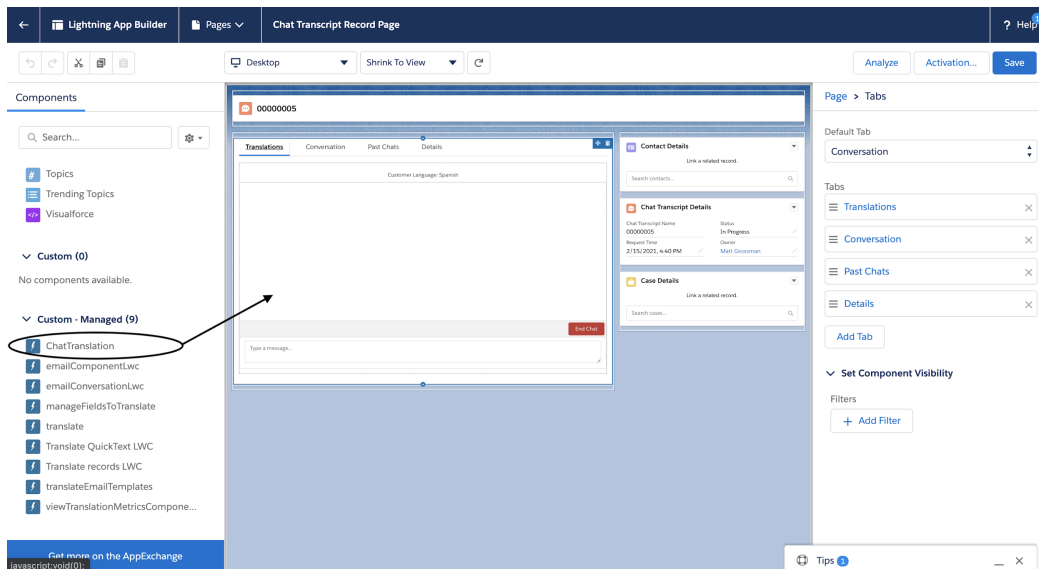 Lightning App Builder
Pages
Chat Transcript Record Page
? Help
Desktop
Shrink To View
Analyze
Activation...
Save
Components
Search...
# Topics
Trending Topics
</> Visualforce
Custom (0)
No components available.
Custom - Managed (9)
ChatTranslation
emailComponentLwc
emailConversationLwc
manageFieldsToTranslate
translate
Translate QuickText LWC
Translate records LWC
translateEmailTemplates
viewTranslationMetricsCompone...
Get more on the AppExchange
javascript:void(0);
00000005
Translations Conversation Past Chats Details
Customer Language: Spanish
End Chat
Type a message...
Contact Details
Link a related record.
Search contacts...
Chat Transcript Details
Chat Transcript Name Status
00000005 In Progress
Request Time Owner
2/15/2021, 4:40 PM Matt Grossman
Case Details
Link a related record.
Search cases...
Page > Tabs
Default Tab
Conversation
Tabs
Translations
Conversation
Past Chats
Details
Add Tab
Set Component Visibility
Filters
+ Add Filter
Tips 1